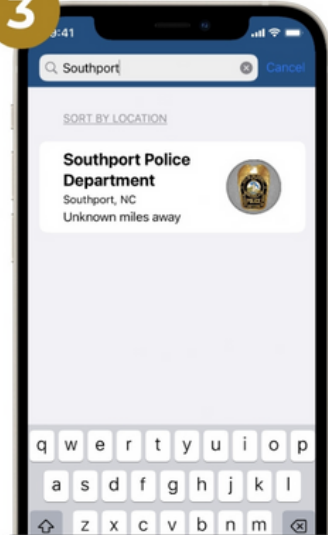 3
9:41
Southport
Cancel
SORT BY LOCATION
Southport Police
Department
Southport, NC
Unknown miles away
q w e r t y u i o p
a s d f g h j k l
z x c v b n m